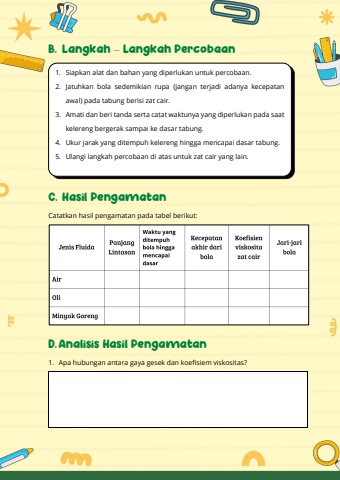 B. Langkah – Langkah Percobaan
1. Siapkan alat dan bahan yang diperlukan untuk percobaan.
2. Jatuhkan bola sedemikian rupa (jangan terjadi adanya kecepatan
awal) pada tabung berisi zat cair.
3. Amati dan beri tanda serta catat waktunya yang diperlukan pada saat
kelereng bergerak sampai ke dasar tabung.
4. Ukur jarak yang ditempuh kelereng hingga mencapai dasar tabung.
5. Ulangi langkah percobaan di atas untuk zat cair yang lain.
C. Hasil Pengamatan
Catatkan hasil pengamatan pada tabel berikut:
Jenis Fluida
Panjang
Lintasan
Waktu yang
ditempuh
bola hingga
mencapai
dasar
Kecepatan
akhir dari
bola
Koefisien
viskosita
zat cair
Jari-jari
bola
Air
Oli
Minyak Goreng
D. Analisis Hasil Pengamatan
1. Apa hubungan antara gaya gesek dan koefisiem viskositas?